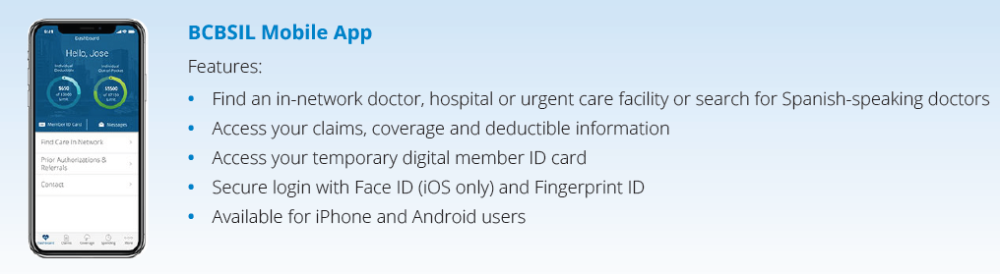 BCBSIL Mobile App
Features:
• Find an in-network doctor, hospital or urgent care facility or search for Spanish-speaking doctors
• Access your claims, coverage and deductible information
• Access your temporary digital member ID card
• Secure login with Face ID (iOS only) and Fingerprint ID
• Available for iPhone and Android users
Dashboard
Hello, Jose
Individual Individual
Deductible Out of Pocket
$650 $5500
spent spent
Member ID Card Messages
Find Care In Network
Prior Authorizations &
Referrals
Contact
Dashboard Claims Coverage Spending More